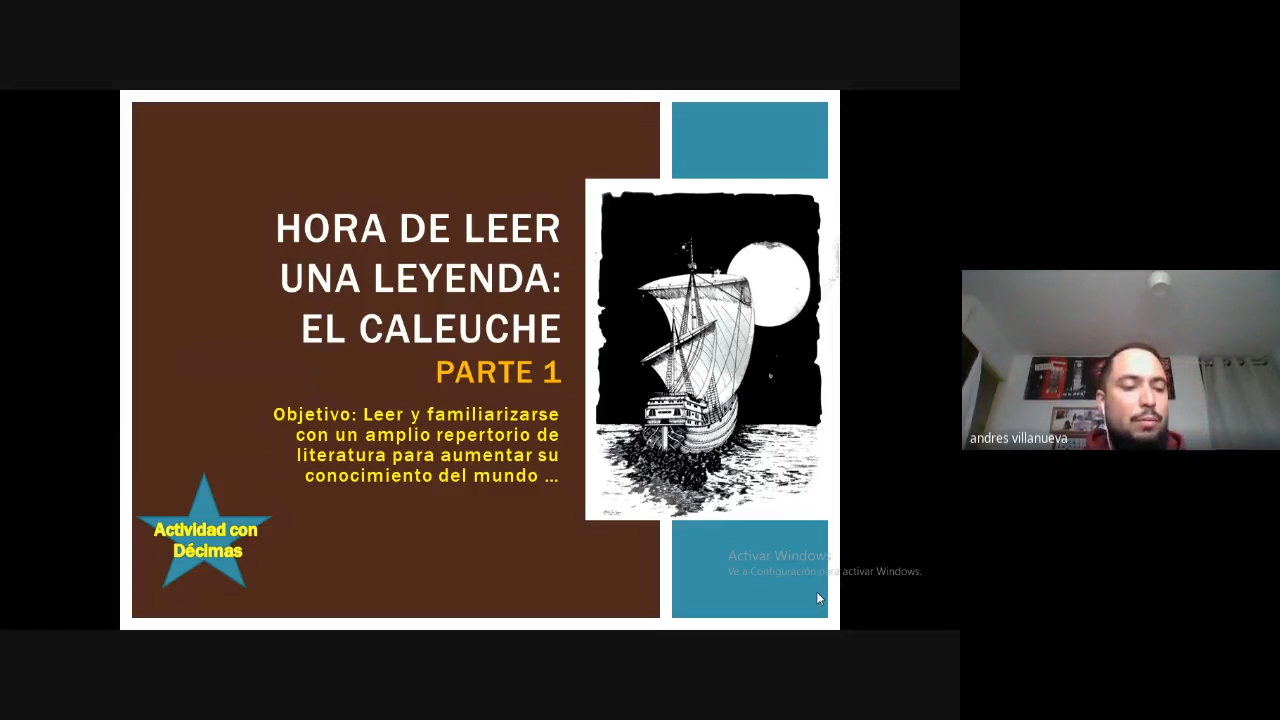 HORA DE LEER
UNA LEYENDA:
EL CALEUCHE
PARTE 1
Objetivo: Leer y familiarizarse
con un amplio repertorio de
literatura para aumentar su
conocimiento del mundo ...
Actividad con
Décimas
Activar Windows
Ve a Configuración para activar Windows.
andres villanueva